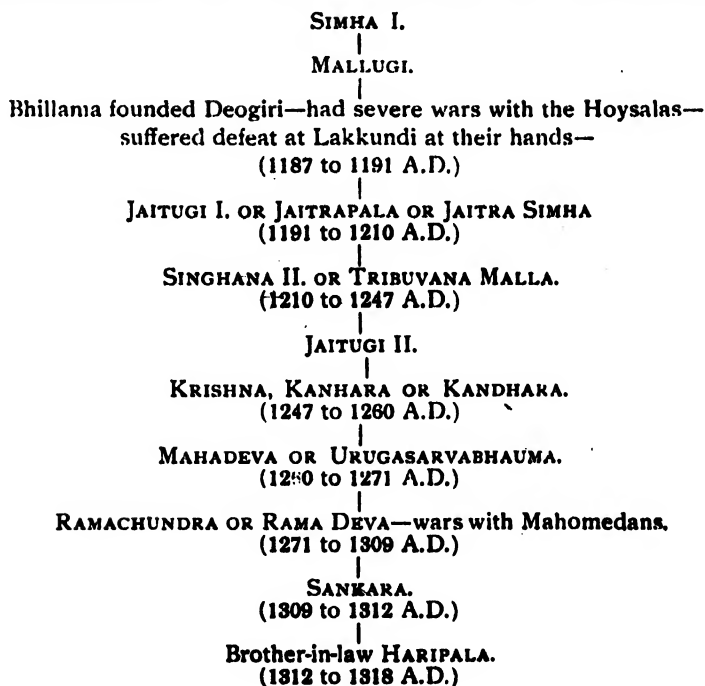 SIMHA I.
MALLUGI.
Bhillama founded Deogiri—had severe wars with the Hoysalas—
suffered defeat at Lakkundi at their hands—
(1187 to 1191 A.D.)
JAITUGI I. OR JAITRAPALA OR JAITRA SIMHA
(1191 to 1210 A.D.)
SINGHANA II. OR TRIBUVANA MALLA.
(1210 to 1247 A.D.)
JAITUGI II.
KRISHNA, KANHARA OR KANDHARA.
(1247 to 1260 A.D.)
MAHADEVA OR URUGASARVABHAUMA.
(1260 to 1271 A.D.)
RAMACHUNDRA OR RAMA DEVA—wars with Mahomedans.
(1271 to 1309 A.D.)
SANKARA.
(1309 to 1312 A.D.)
Brother-in-law HARIPALA.
(1312 to 1318 A.D.)